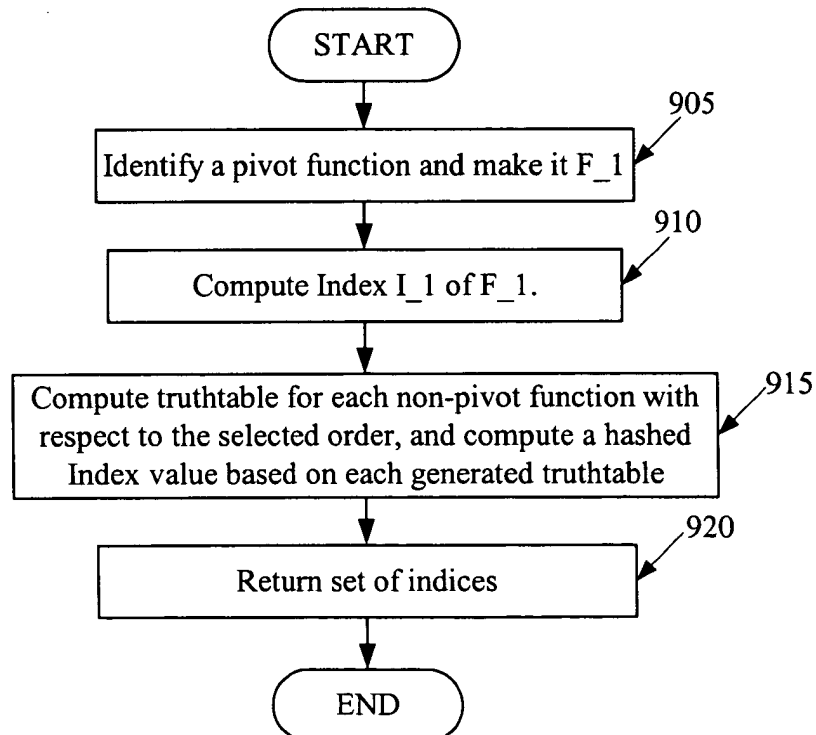 START
905
Identify a pivot function and make it F_1
910
Compute Index I_1 of F_1.
915
Compute truthtable for each non-pivot function with
respect to the selected order, and compute a hashed
Index value based on each generated truthtable
920
Return set of indices
END